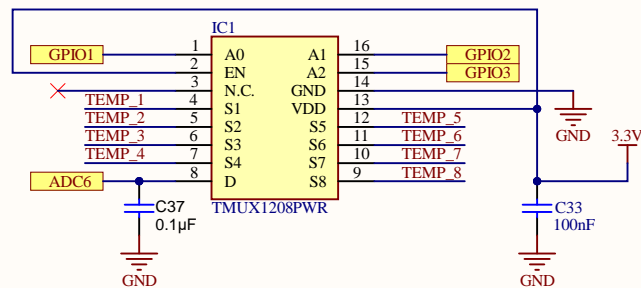 IC1
GPIO1 1 A0 A1 16 GPIO2
2 EN A2 15 GPIO3
3 N.C. GND 14
TEMP_1 4 S1 VDD 13 GND
TEMP_2 5 S2 S5 12 TEMP_5
TEMP_3 6 S3 S6 11 TEMP_6
TEMP_4 7 S4 S7 10 TEMP_7 3.3V
ADC6 8 D S8 9 TEMP_8
TMUX1208PWR
C37 C33
0.1µF 100nF
GND GND